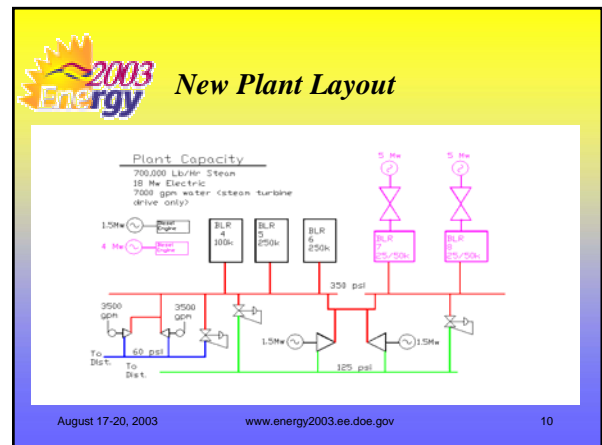 2003
Energy
New Plant Layout
Plant Capacity
700,000 Lb/Hr Steam
18 Mw Electric
7000 gpm water (steam turbine
drive only)
5 Mw
5 Mw
1.5Mw
Diesel
Engine
4 Mw
Diesel
Engine
BLR
4
100k
BLR
5
250k
BLR
6
250k
BLR
7
25/50k
BLR
8
25/50k
350 psi
3500
gpm
3500
gpm
1.5Mw
1.5Mw
60 psi
To
Dist.
To
Dist.
125 psi
August 17-20, 2003
www.energy2003.ee.doe.gov
10